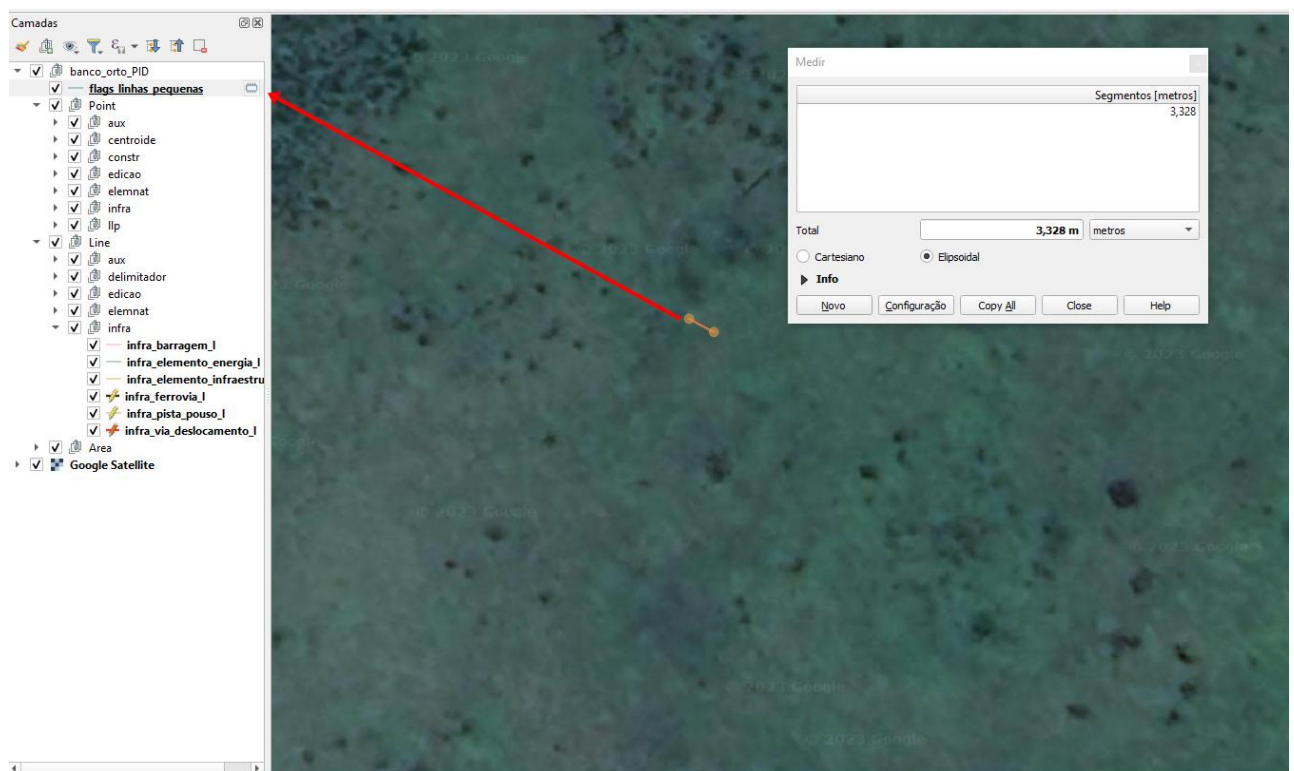 Camadas
banco_orto_PID
flags_linhas_pequenas
Point
aux
centroide
constr
edicao
elemnat
infra
llp
Line
aux
delimitador
edicao
elemnat
infra
infra_barragem_l
infra_elemento_energia_l
infra_elemento_infraestru
infra_ferrovia_l
infra_pista_pouso_l
infra_via_deslocamento_l
Area
Google Satellite
Medir
Segmentos [metros]
3,328
Total
3,328 m
metros
Cartesiano
Elipsoidal
Info
Novo
Configuração
Copy All
Close
Help
© 2023 Google
© 2023 Google
3 Google
© 2023 Google
© 2023 Google
© 2023 Google
© 2023 Google
© 2023 Google